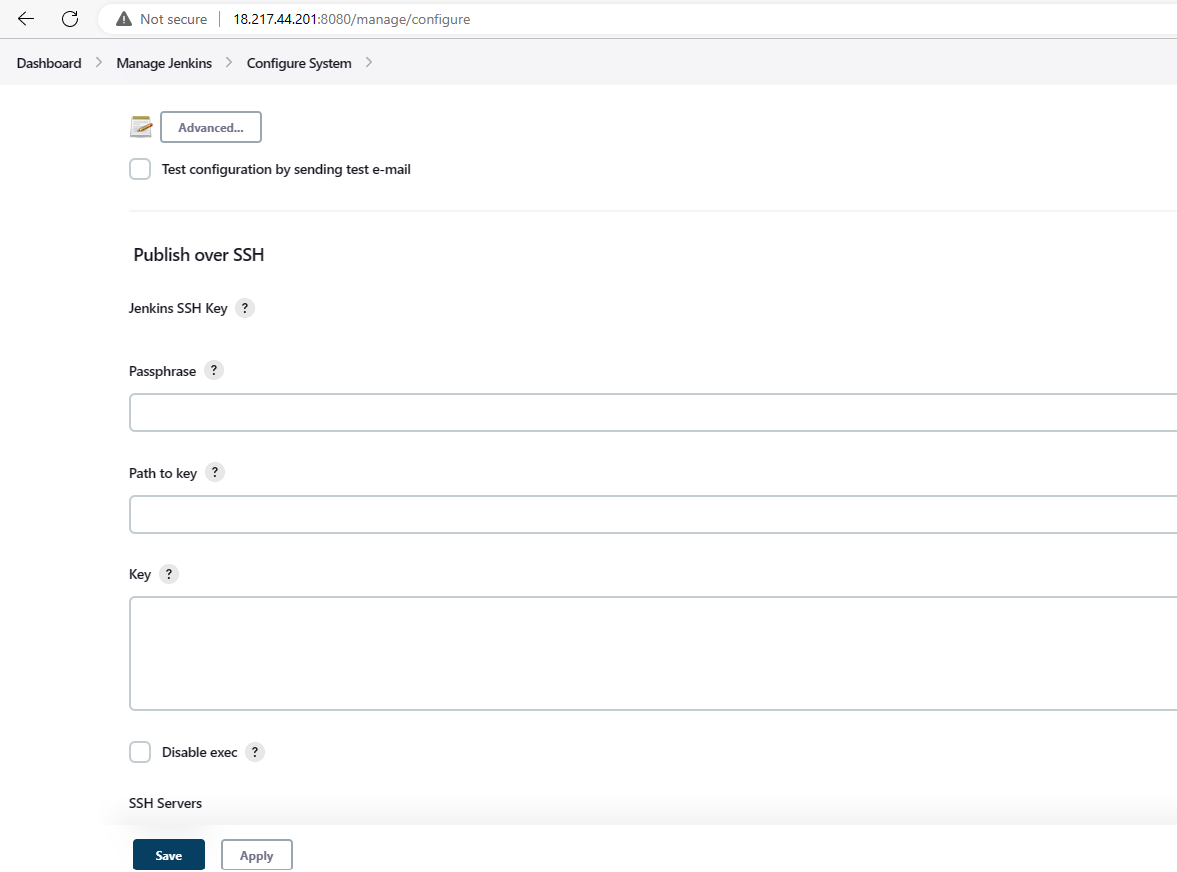 Not secure | 18.217.44.201:8080/manage/configure
Dashboard > Manage Jenkins > Configure System >
Advanced...
Test configuration by sending test e-mail
Publish over SSH
Jenkins SSH Key ?
Passphrase ?
Path to key ?
Key ?
Disable exec ?
SSH Servers
Save Apply